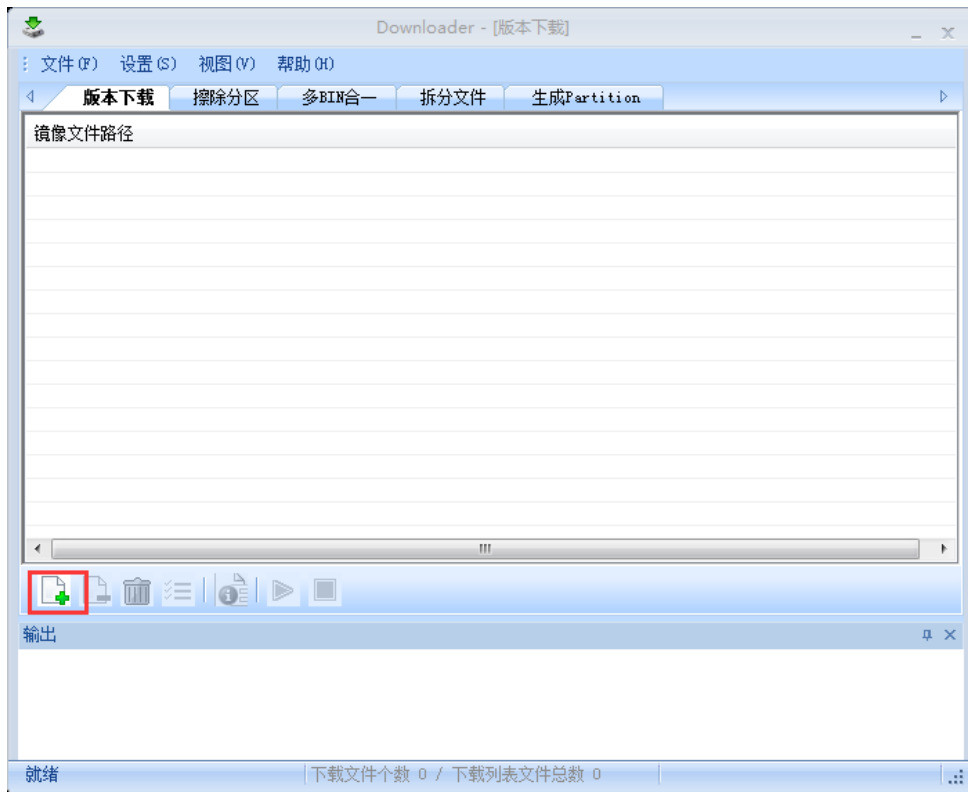 Downloader - [版本下载]
文件(F) 设置(S) 视图(V) 帮助(H)
版本下载 擦除分区 多BIN合一 拆分文件 生成Partition
镜像文件路径
输出
就绪 下载文件个数 0 / 下载列表文件总数 0